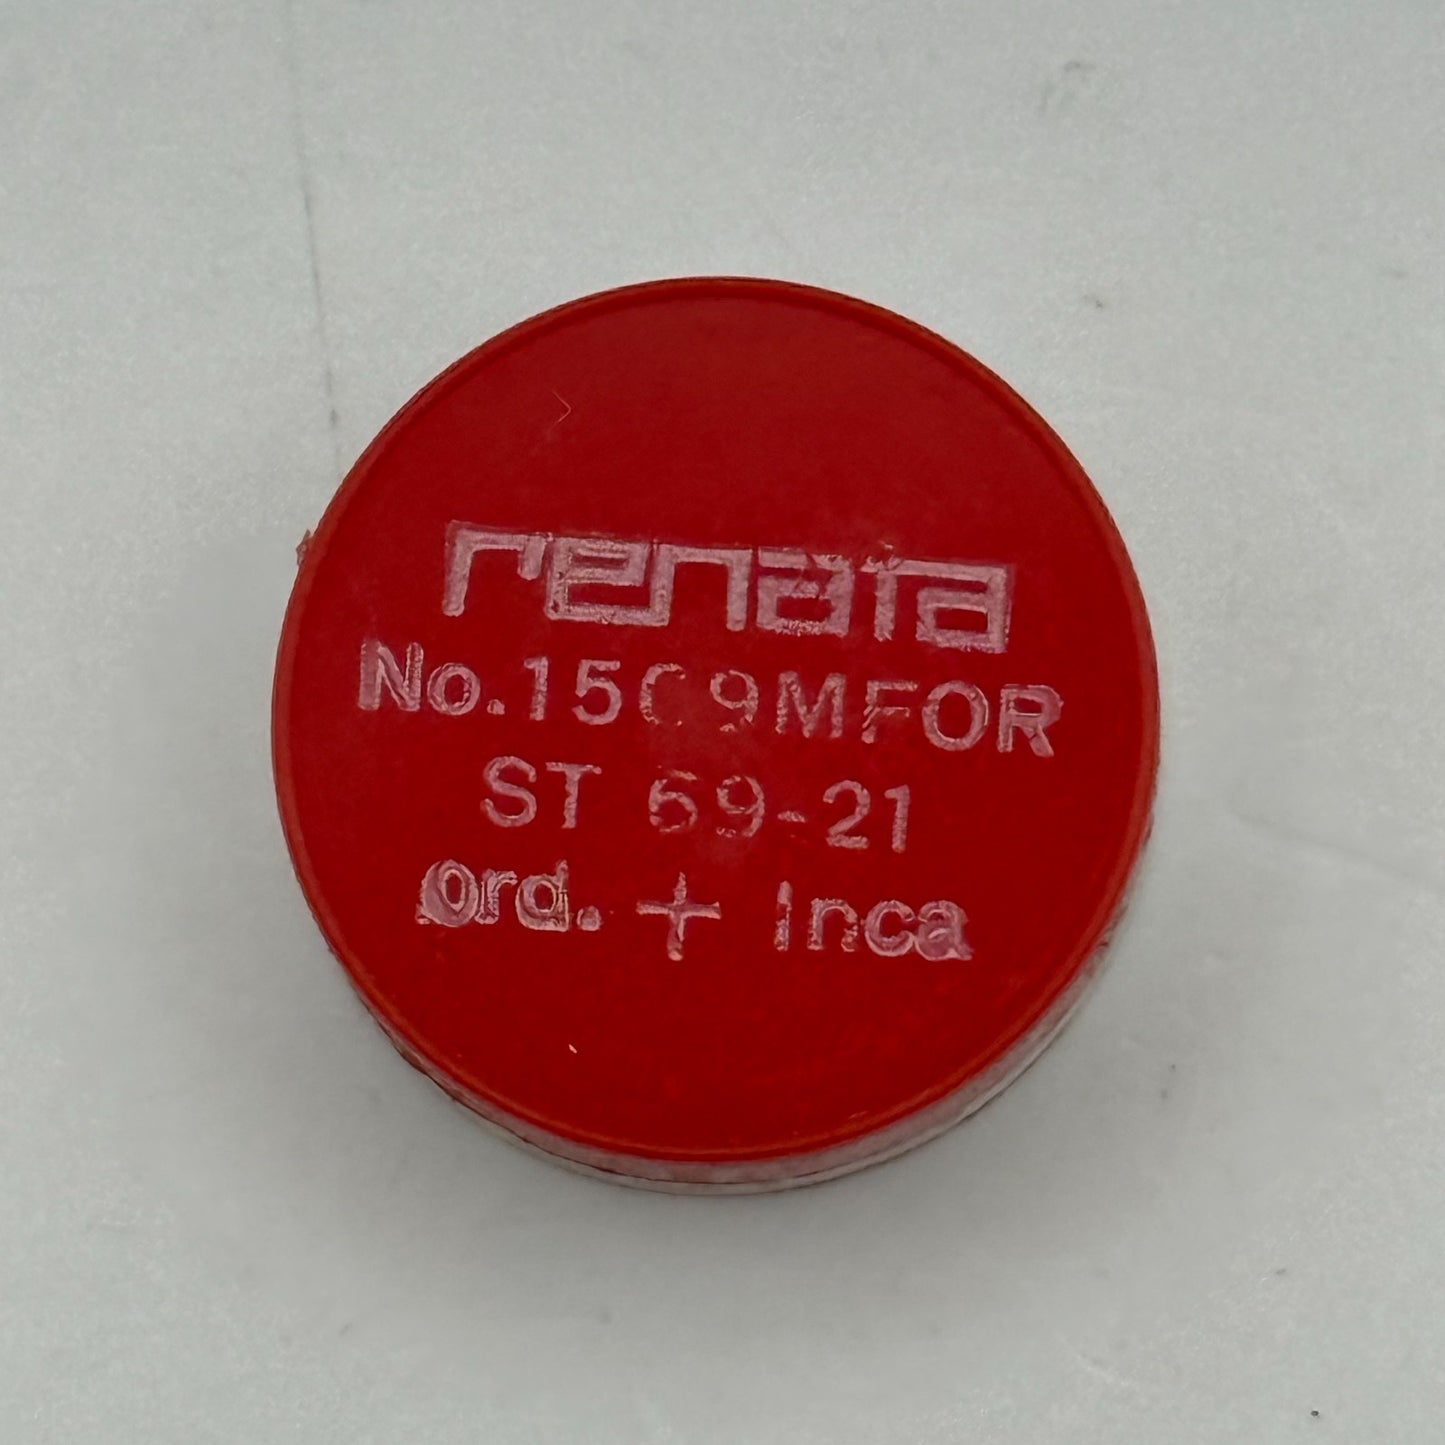 renata
No.1509MFOR
ST 69-21
Ord. + Inca